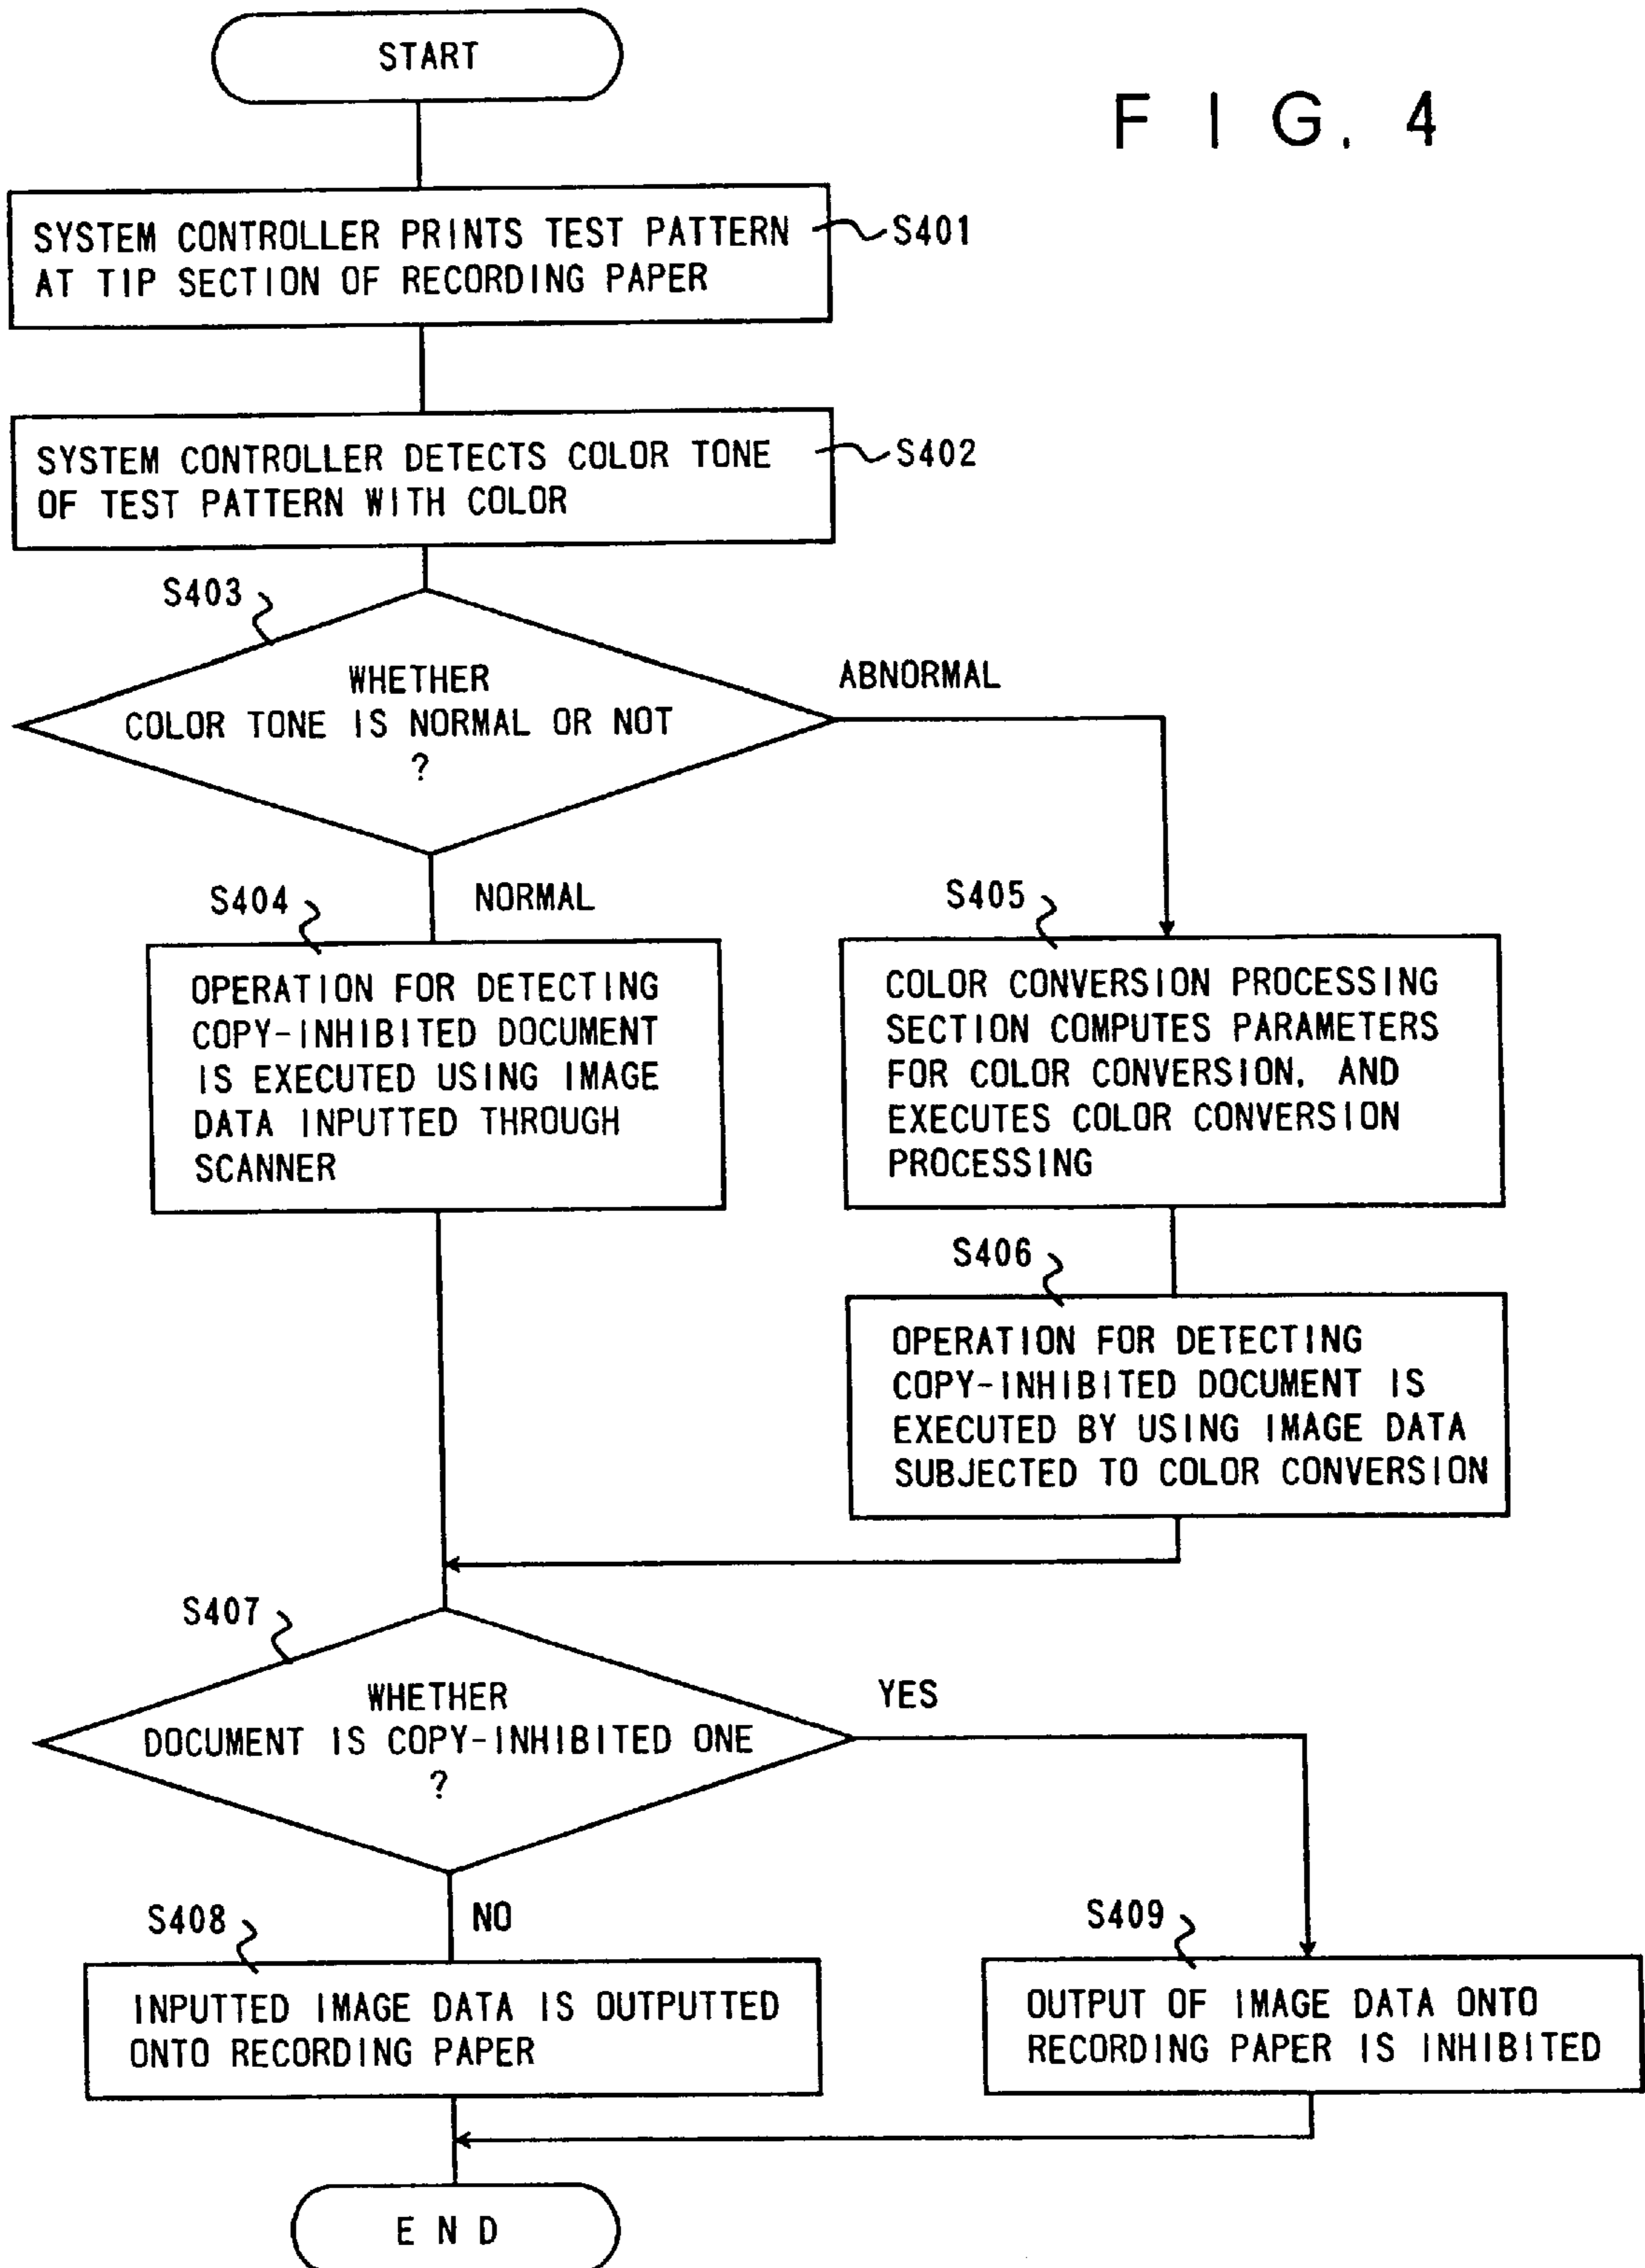 START
FIG. 4
SYSTEM CONTROLLER PRINTS TEST PATTERN
AT TIP SECTION OF RECORDING PAPER
S401
SYSTEM CONTROLLER DETECTS COLOR TONE
OF TEST PATTERN WITH COLOR
S402
S403
WHETHER
COLOR TONE IS NORMAL OR NOT
?
ABNORMAL
NORMAL
S404
OPERATION FOR DETECTING
COPY-INHIBITED DOCUMENT
IS EXECUTED USING IMAGE
DATA INPUTTED THROUGH
SCANNER
S405
COLOR CONVERSION PROCESSING
SECTION COMPUTES PARAMETERS
FOR COLOR CONVERSION, AND
EXECUTES COLOR CONVERSION
PROCESSING
S406
OPERATION FOR DETECTING
COPY-INHIBITED DOCUMENT IS
EXECUTED BY USING IMAGE DATA
SUBJECTED TO COLOR CONVERSION
S407
WHETHER
DOCUMENT IS COPY-INHIBITED ONE
?
YES
NO
S408
INPUTTED IMAGE DATA IS OUTPUTTED
ONTO RECORDING PAPER
S409
OUTPUT OF IMAGE DATA ONTO
RECORDING PAPER IS INHIBITED
END